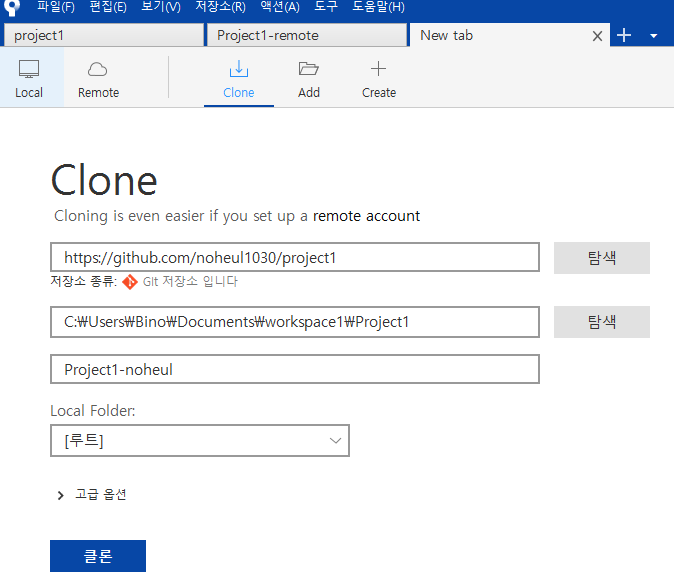 파일(F) 편집(E) 보기(V) 저장소(R) 액션(A) 도구 도움말(H)
project1 Project1-remote New tab
Local Remote Clone Add Create
Clone
Cloning is even easier if you set up a remote account
https://github.com/noheul1030/project1 탐색
저장소 종류: Git 저장소 입니다
C:₩Users₩Bino₩Documents₩workspace1₩Project1 탐색
Project1-noheul
Local Folder:
[루트]
고급 옵션
클론